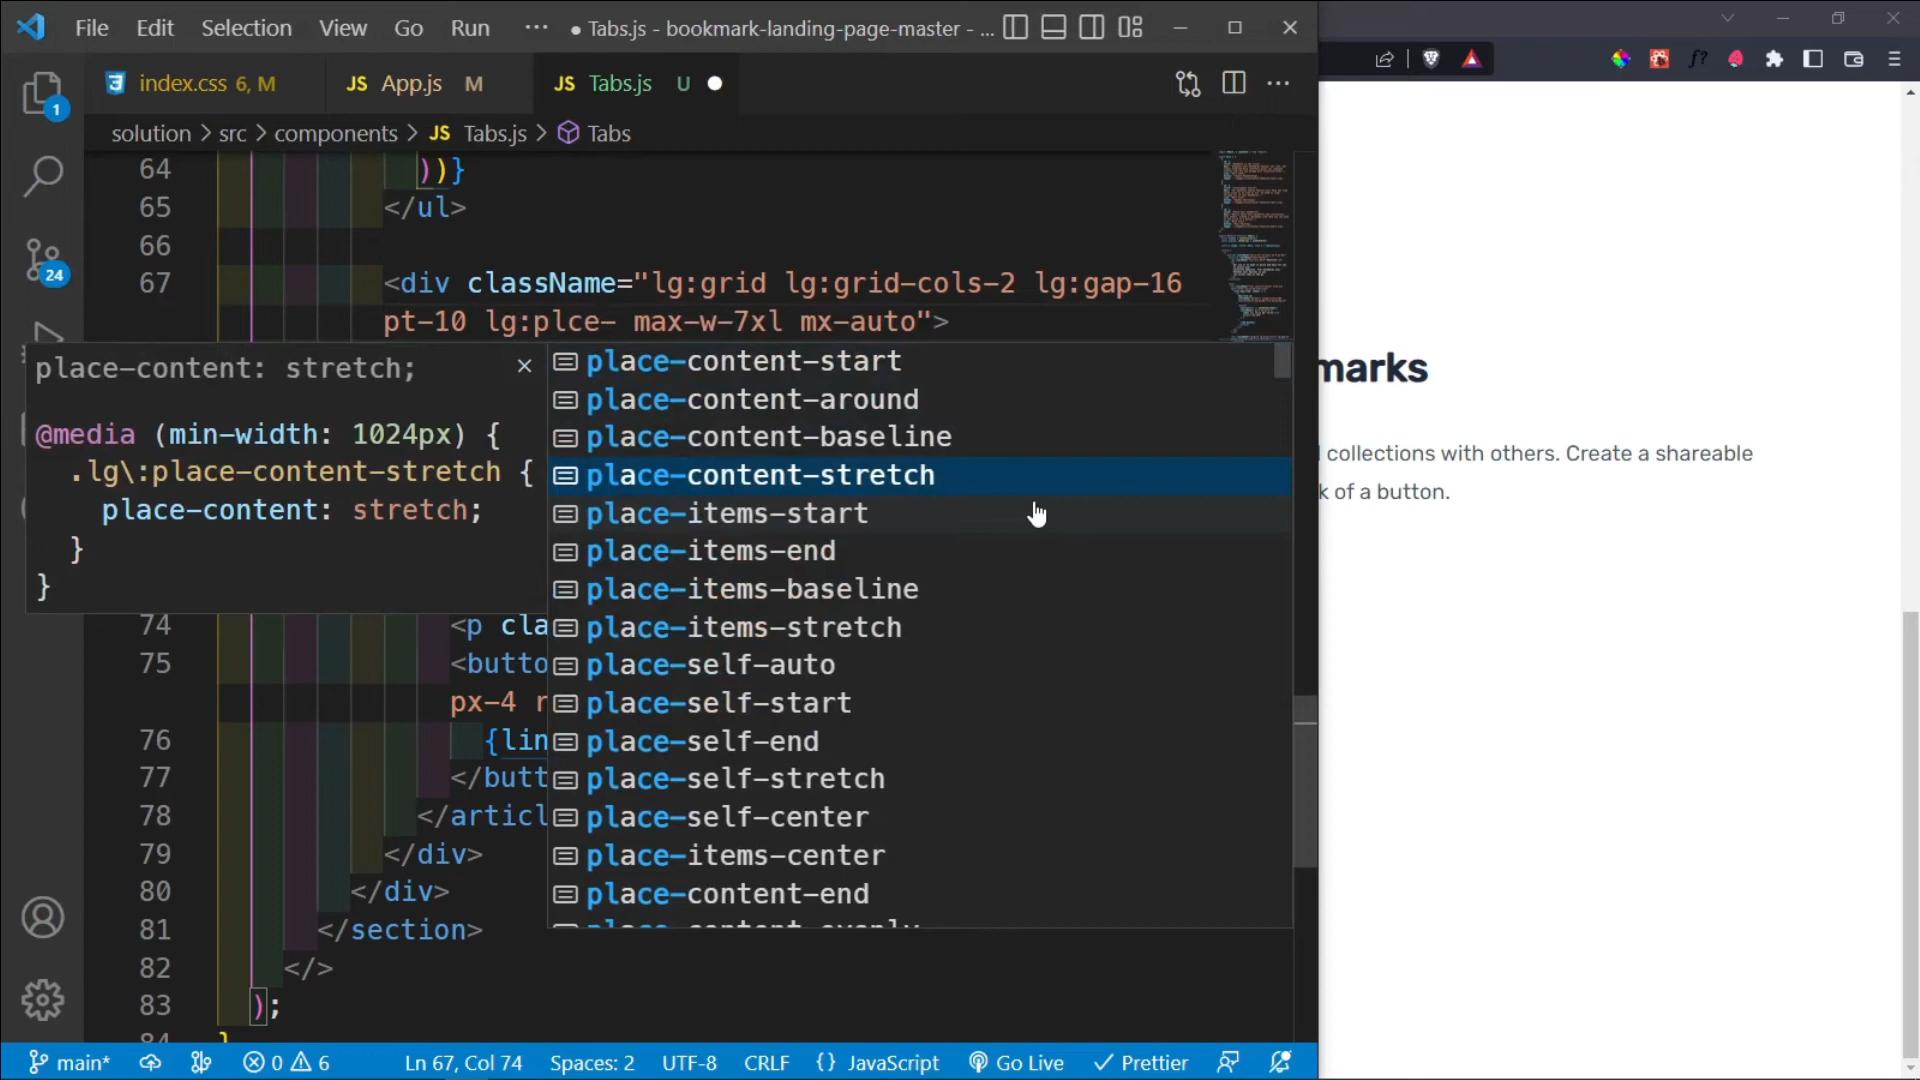 File Edit Selection View Go Run ··· ● Tabs.js - bookmark-landing-page-master - ...
index.css 6, M JS App.js M JS Tabs.js U
solution > src > components > JS Tabs.js > Tabs
64 ))}
65 </ul>
66
67 <div className="lg:grid lg:grid-cols-2 lg:gap-16
pt-10 lg:plce- max-w-7xl mx-auto">
place-content: stretch;
@media (min-width: 1024px) {
.lg\:place-content-stretch {
place-content: stretch;
}
}
place-content-start
place-content-around
place-content-baseline
place-content-stretch
place-items-start
place-items-end
place-items-baseline
place-items-stretch
place-self-auto
place-self-start
place-self-end
place-self-stretch
place-self-center
place-items-center
place-content-end
74 <p cla
75 <butto
px-4 r
76 {lin
77 </butt
78 </articl
79 </div>
80 </div>
81 </section>
82 </>
83 );
84 }
1
24
main* 0 6 Ln 67, Col 74 Spaces: 2 UTF-8 CRLF {} JavaScript Go Live Prettier
f?
marks
collections with others. Create a shareable
k of a button.